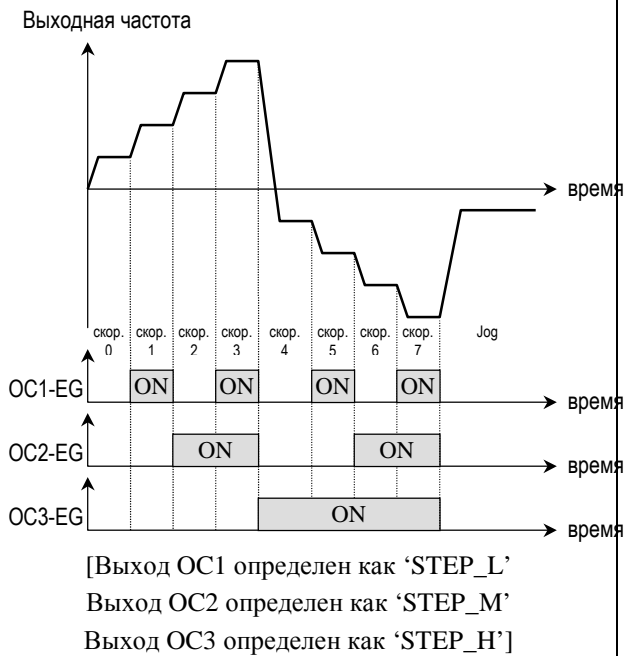 Выходная частота
время
скор. скор. скор. скор. скор. скор. скор. скор. Jog
0 1 2 3 4 5 6 7
OC1-EG ON ON ON ON время
OC2-EG ON ON время
OC3-EG ON время
[Выход OC1 определен как ‘STEP_L’
Выход OC2 определен как ‘STEP_M’
Выход OC3 определен как ‘STEP_H’]